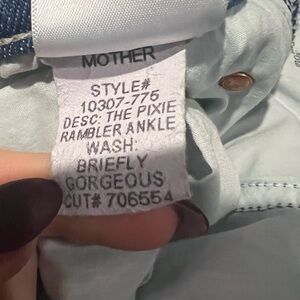 MOTHER
STYLE#
10307-775
DESC: THE PIXIE
RAMBLER ANKLE
WASH:
BRIEFLY
GORGEOUS
CUT# 706554